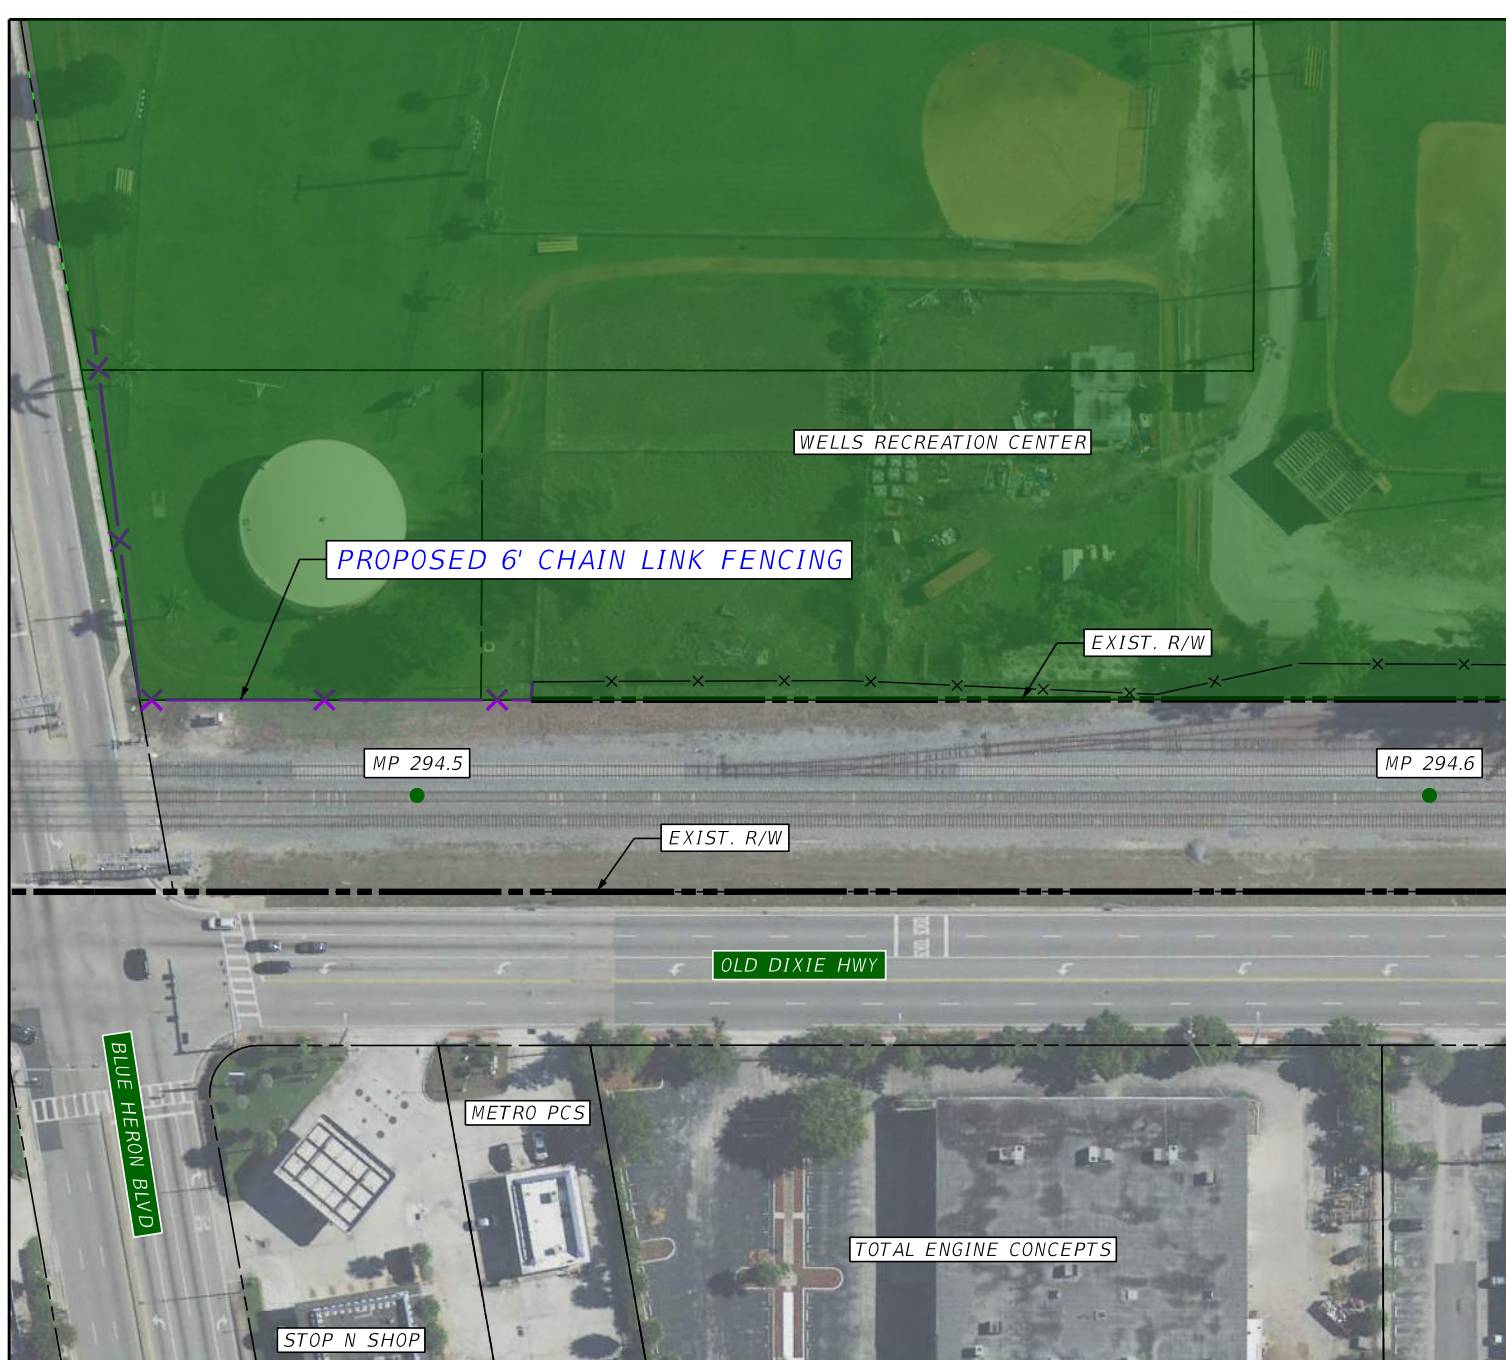 WELLS RECREATION CENTER
PROPOSED 6' CHAIN LINK FENCING
EXIST. R/W
MP 294.5
MP 294.6
EXIST. R/W
OLD DIXIE HWY
BLUE HERON BLVD
METRO PCS
TOTAL ENGINE CONCEPTS
STOP N SHOP